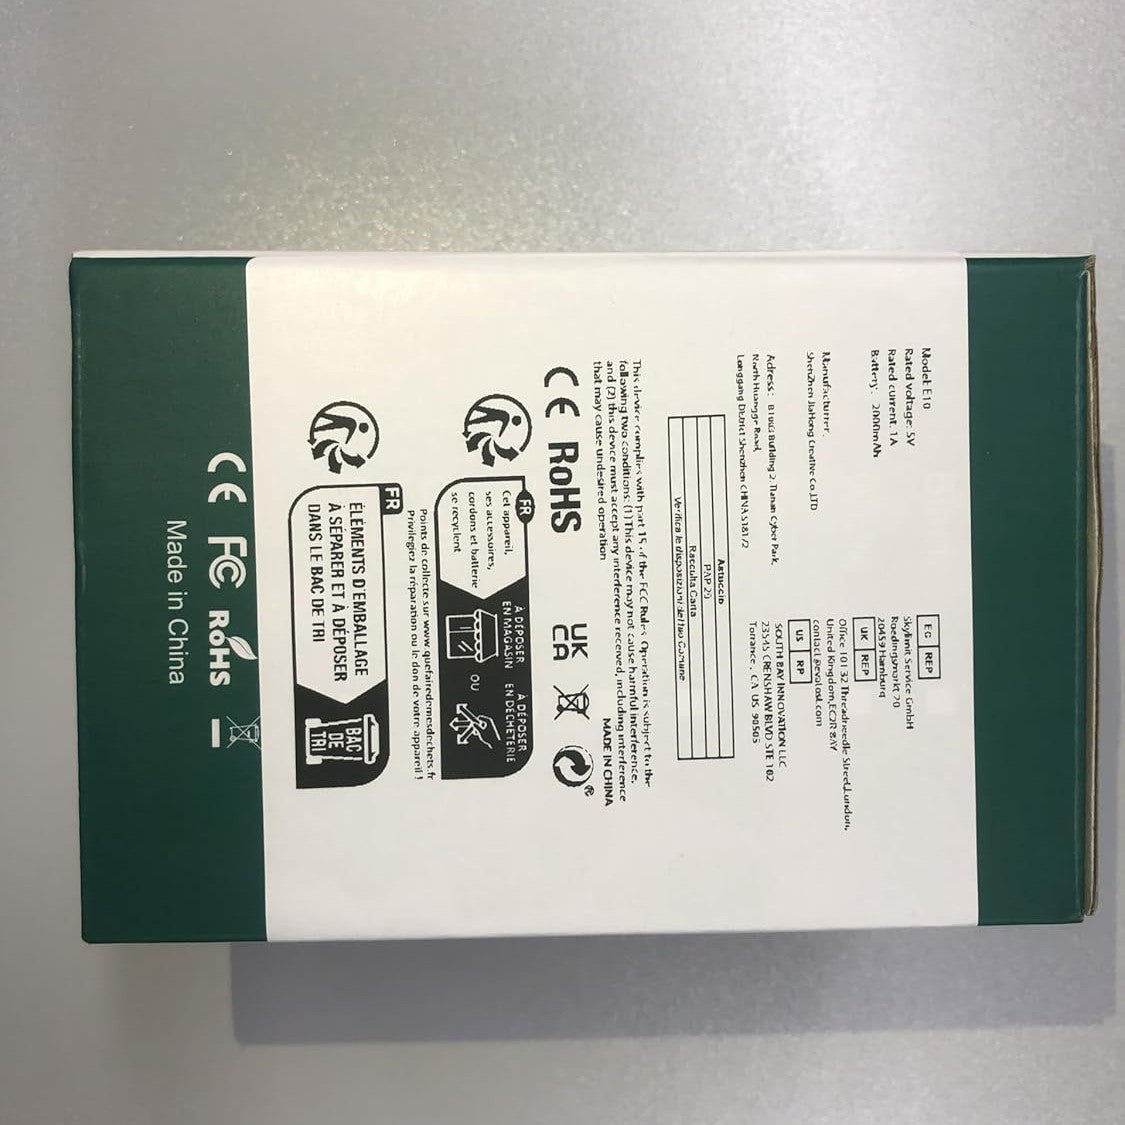 Model: E10
Rated voltage: 5V
Rated current: 1A
Battery: 2000mAh
Manufacturer:
ShenZhen JiaHong Creative Co.,LTD
Building 2, Tianan Cyber Park,
North Huangge Road,
Longgang District Shenzhen CHINA 518172
EC REP
Skylimit Service GmbH
Roedingsmarkt 20
20459 Hamburg
UK REP
Office 101 32 Threadneedle Street,London,
United Kingdom,EC2R 8AY
contact@evolost.com
US RP
SOUTH BAY INNOVATION LLC
23545 CRENSHAW BLVD STE 102
Torrance, CA US 90505
Astuccio
PAP 20
Raccolta Carta
Verifica le disposizioni del tuo Comune
This device complies with part 15 of the FCC Rules. Operation is subject to the
following two conditions: (1) This device may not cause harmful interference,
and (2) this device must accept any interference received, including interference
that may cause undesired operation
MADE IN CHINA
CE RoHS UK CA
FR
Cet appareil,
ses accessoires,
cordons et batterie
se recyclent
À DÉPOSER
EN MAGASIN
OU
À DÉPOSER
EN DÉCHÈTERIE
Points de collecte sur www.quefairedemesdechets.fr
Privilégiez la réparation ou le don de votre appareil !
FR
ÉLÉMENTS D'EMBALLAGE
À SÉPARER ET À DÉPOSER
DANS LE BAC DE TRI
BAC
DE
TRI
CE FC RoHS
Made in China